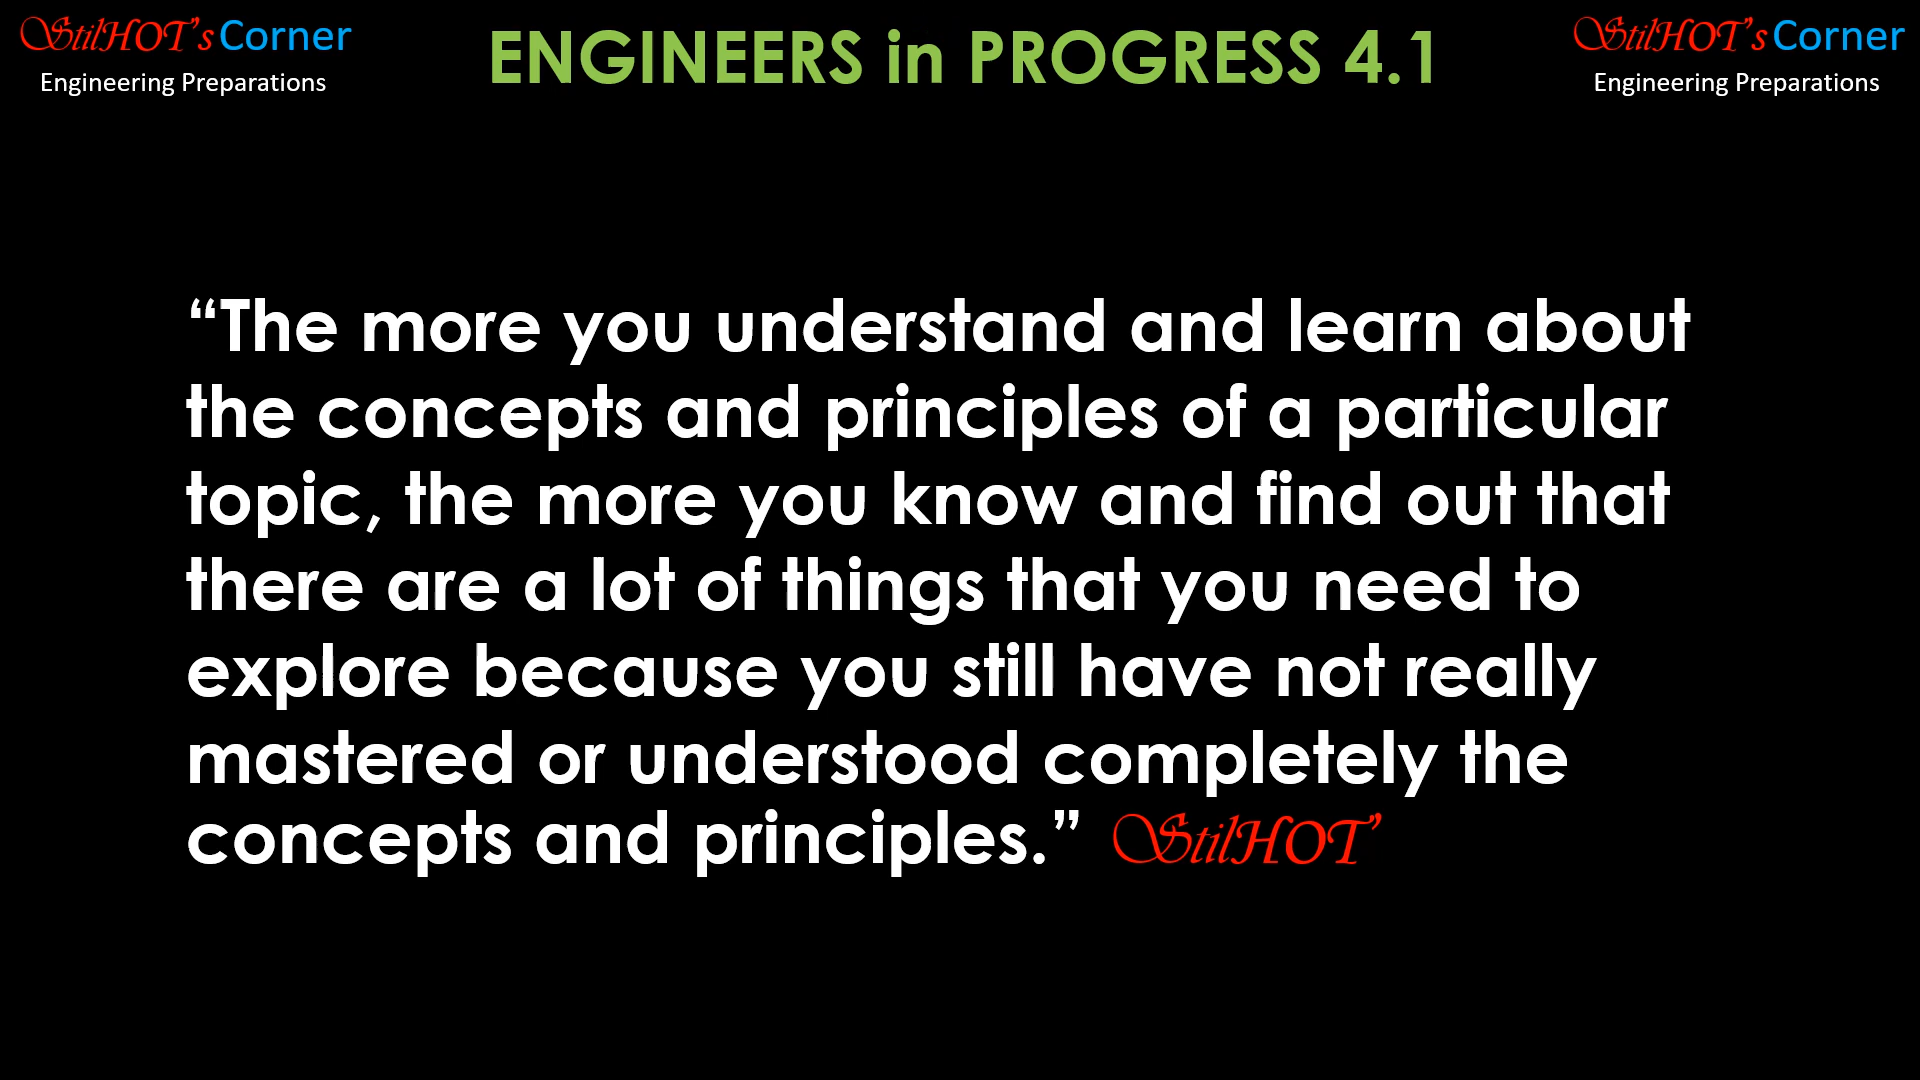 StilHOT's Corner
Engineering Preparations
ENGINEERS in PROGRESS 4.1
StilHOT's Corner
Engineering Preparations
“The more you understand and learn about
the concepts and principles of a particular
topic, the more you know and find out that
there are a lot of things that you need to
explore because you still have not really
mastered or understood completely the
concepts and principles.” StilHOT’